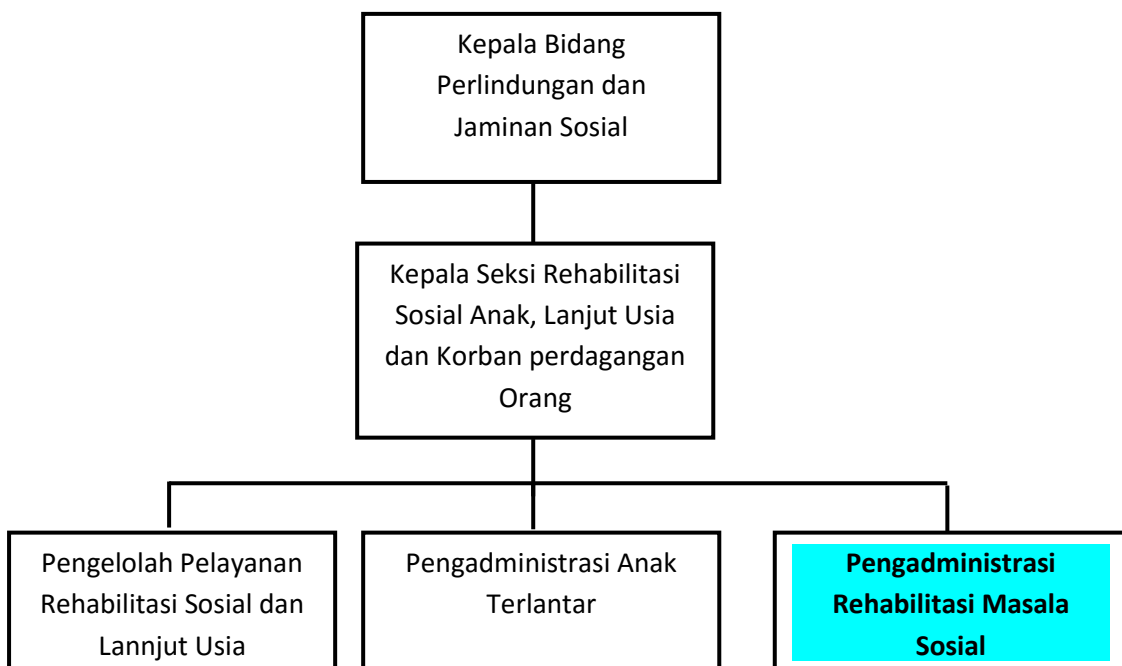 Kepala Bidang
Perlindungan dan
Jaminan Sosial
Kepala Seksi Rehabilitasi
Sosial Anak, Lanjut Usia
dan Korban perdagangan
Orang
Pengelolah Pelayanan
Rehabilitasi Sosial dan
Lannjut Usia
Pengadministrasi Anak
Terlantar
Pengadministrasi
Rehabilitasi Masala
Sosial